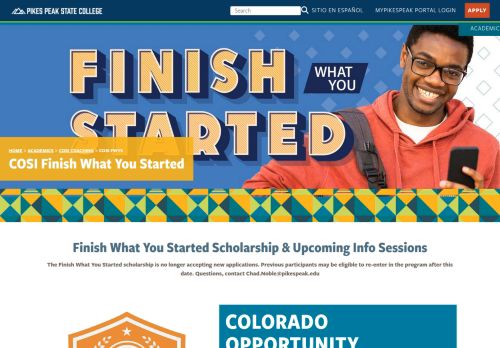 PIKES PEAK STATE COLLEGE
Search
SITIO EN ESPAÑOL
MYPIKESPEAK PORTAL LOGIN
APPLY
ACADEMIC
FINISH
WHAT
YOU
STARTED
HOME > ACADEMICS > COSI COACHING > COSI FWYS
COSI Finish What You Started
Finish What You Started Scholarship & Upcoming Info Sessions
The Finish What You Started scholarship is no longer accepting new applications. Previous participants may be eligible to re-enter in the program after this
date. Questions, contact Chad.Noble@pikespeak.edu
COLORADO
OPPORTUNITY